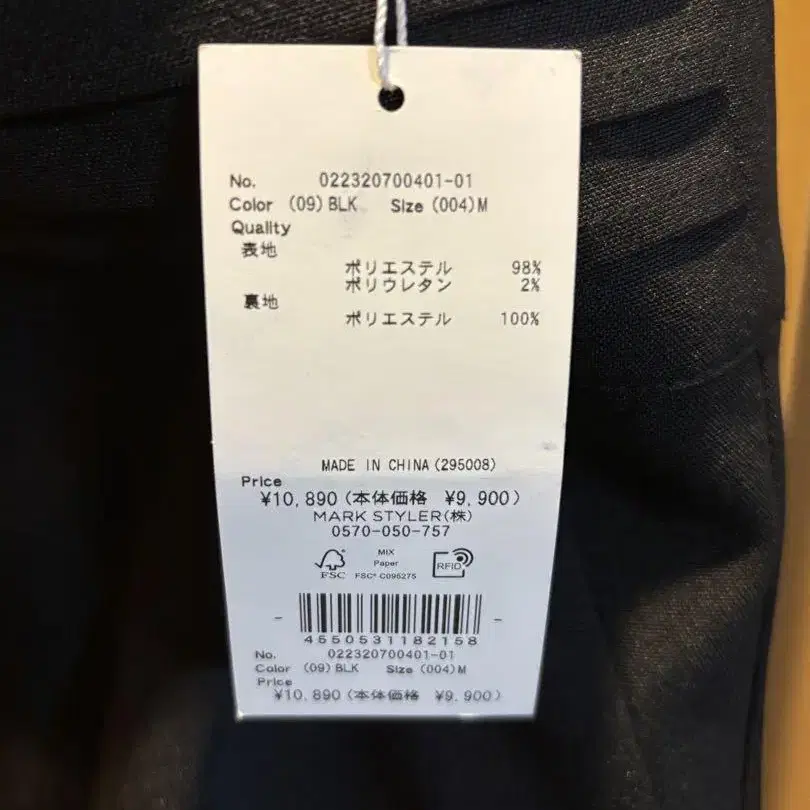 No. 022320700401-01
Color (09)BLK Size (004)M
Quality
表地
ポリエステル 98%
ポリウレタン 2%
裏地
ポリエステル 100%
MADE IN CHINA(295008)
Price
¥10,890(本体価格 ¥9,900)
MARK STYLER(株)
0570-050-757
FSC
MIX
Paper
FSC® C095275
RFID
4550531182158
No. 022320700401-01
Color (09)BLK Size (004)M
Price
¥10,890(本体価格 ¥9,900)